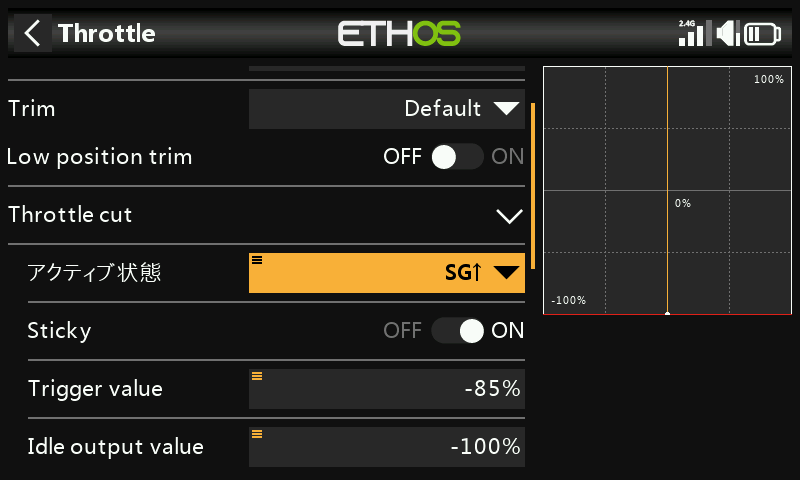 Throttle
ETHOS
2.4G
Trim
Default
Low position trim
OFF
ON
Throttle cut
アクティブ状態
SG↑
Sticky
OFF
ON
Trigger value
-85%
Idle output value
-100%
100%
0%
-100%